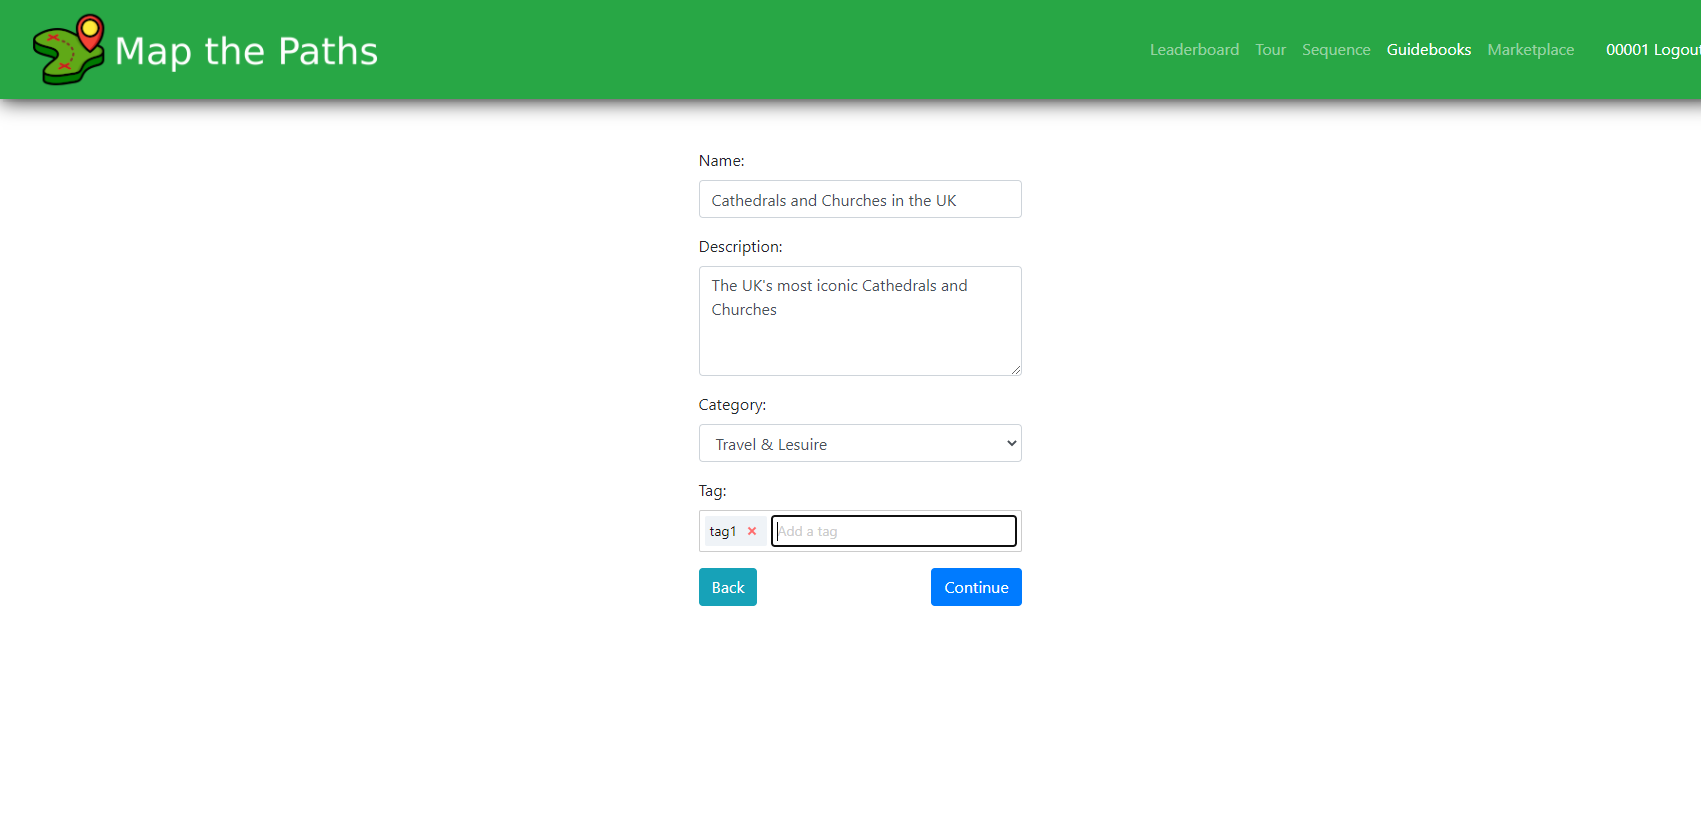 Map the Paths
Leaderboard Tour Sequence Guidebooks Marketplace 00001 Logout
Name:
Cathedrals and Churches in the UK
Description:
The UK's most iconic Cathedrals and
Churches
Category:
Travel & Lesuire
Tag:
tag1 × Add a tag
Back Continue